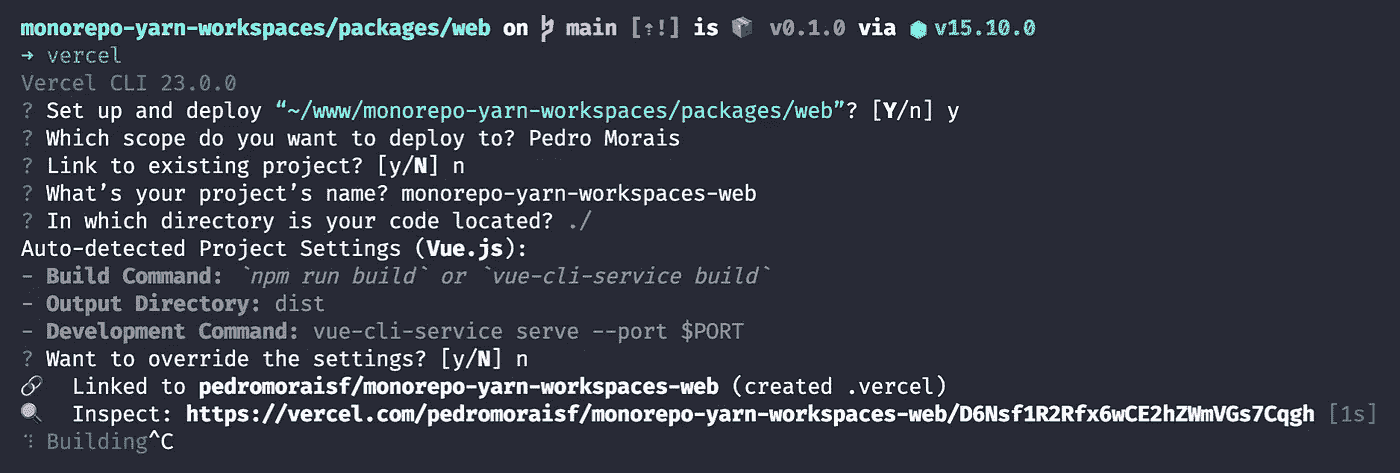 monorepo-yarn-workspaces/packages/web on main [⇡!] is 📦 v0.1.0 via ⬢ v15.10.0
➜ vercel
Vercel CLI 23.0.0
? Set up and deploy “~/www/monorepo-yarn-workspaces/packages/web”? [Y/n] y
? Which scope do you want to deploy to? Pedro Morais
? Link to existing project? [y/N] n
? What’s your project’s name? monorepo-yarn-workspaces-web
? In which directory is your code located? ./
Auto-detected Project Settings (Vue.js):
- Build Command: `npm run build` or `vue-cli-service build`
- Output Directory: dist
- Development Command: vue-cli-service serve --port $PORT
? Want to override the settings? [y/N] n
🔗 Linked to pedromoraisf/monorepo-yarn-workspaces-web (created .vercel)
🔍 Inspect: https://vercel.com/pedromoraisf/monorepo-yarn-workspaces-web/D6Nsf1R2Rfx6wCE2hZWmVGs7Cqgh [1s]
Building^C